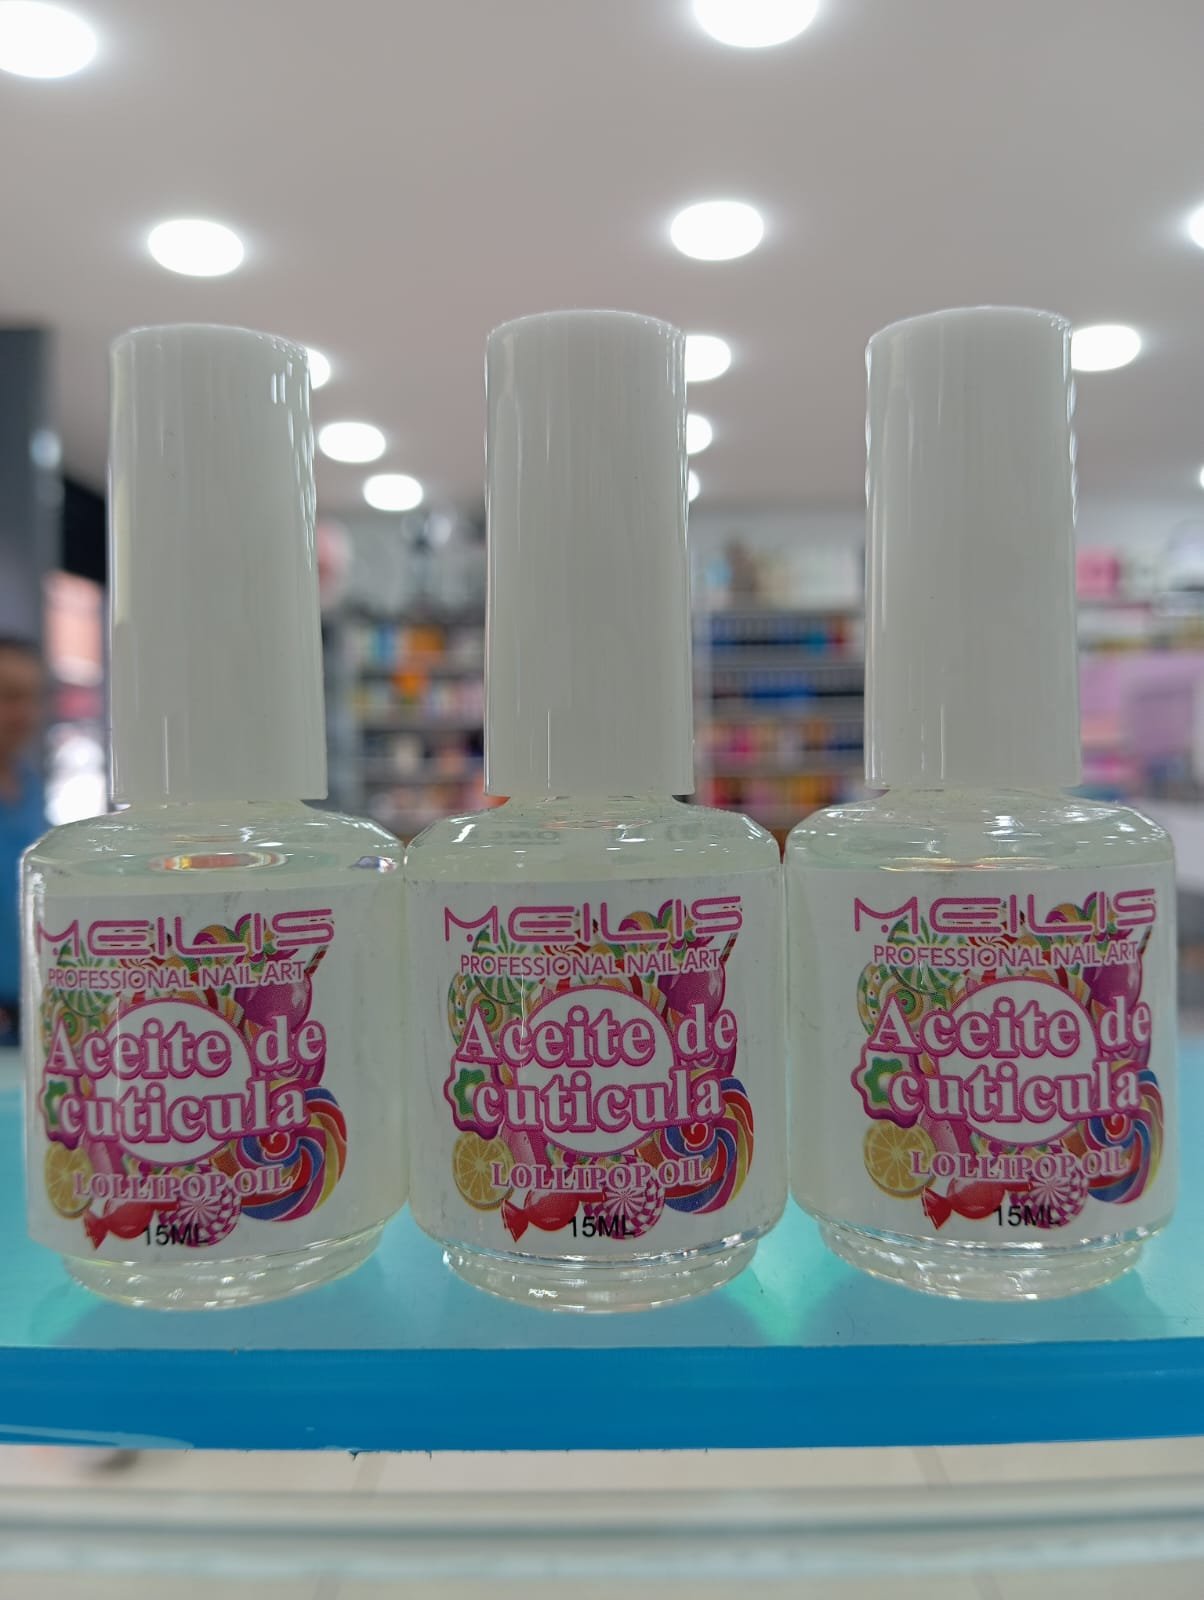 MEILIS
PROFESSIONAL NAIL ART
Aceite de
cuticula
LOLLIPOP OIL
15ML
MEILIS
PROFESSIONAL NAIL ART
Aceite de
cuticula
LOLLIPOP OIL
15ML
MEILIS
PROFESSIONAL NAIL ART
Aceite de
cuticula
LOLLIPOP OIL
15ML